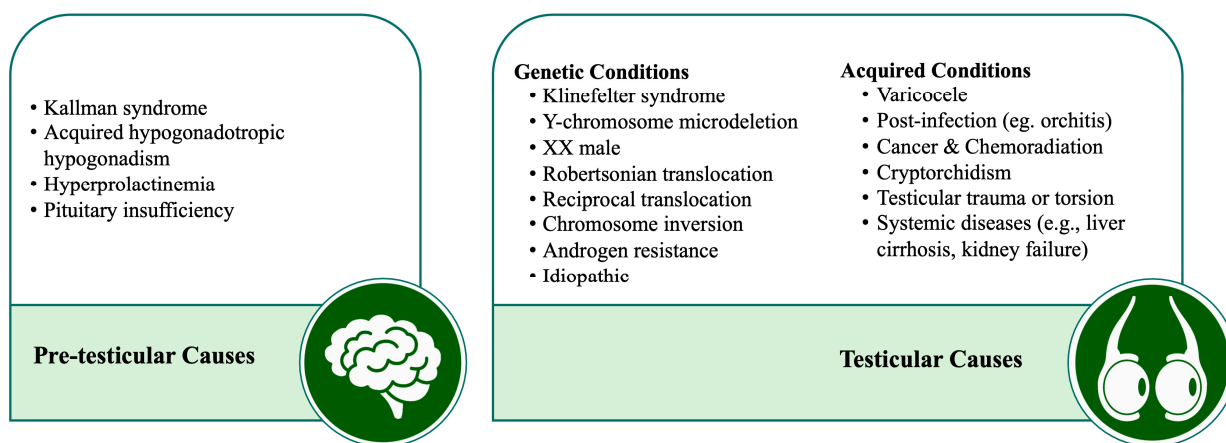 • Kallman syndrome
• Acquired hypogonadotropic
hypogonadism
• Hyperprolactinemia
• Pituitary insufficiency
Pre-testicular Causes
Genetic Conditions
• Klinefelter syndrome
• Y-chromosome microdeletion
• XX male
• Robertsonian translocation
• Reciprocal translocation
• Chromosome inversion
• Androgen resistance
• Idiopathic
Acquired Conditions
• Varicocele
• Post-infection (eg. orchitis)
• Cancer & Chemoradiation
• Cryptorchidism
• Testicular trauma or torsion
• Systemic diseases (e.g., liver
cirrhosis, kidney failure)
Testicular Causes